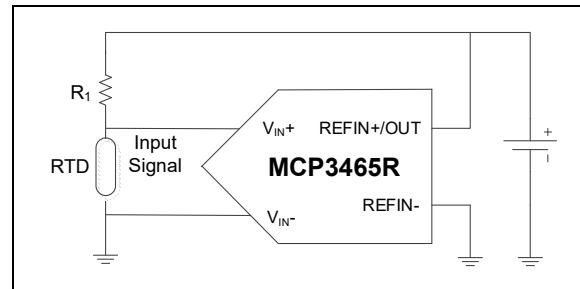 R1
RTD
Input
Signal
VIN+
REFIN+/OUT
MCP3465R
REFIN-
VIN-
+
-